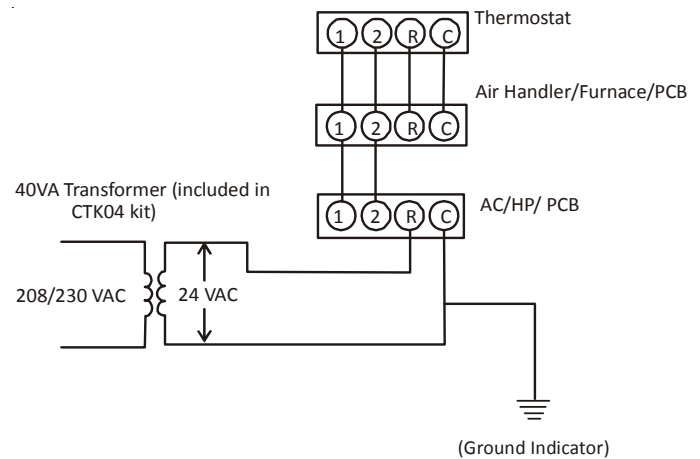 Thermostat
1 2 R C
Air Handler/Furnace/PCB
1 2 R C
40VA Transformer (included in
CTK04 kit)
AC/HP/ PCB
1 2 R C
208/230 VAC
24 VAC
(Ground Indicator)